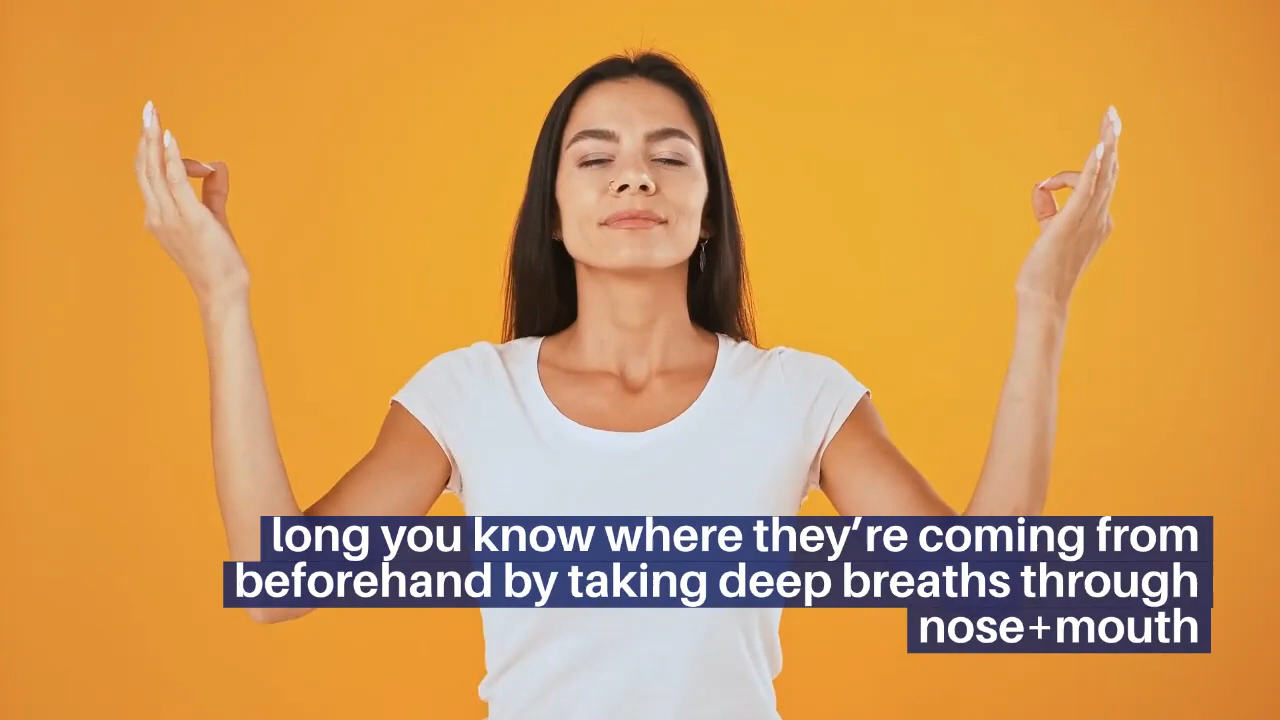 long you know where they’re coming from
beforehand by taking deep breaths through
nose+mouth